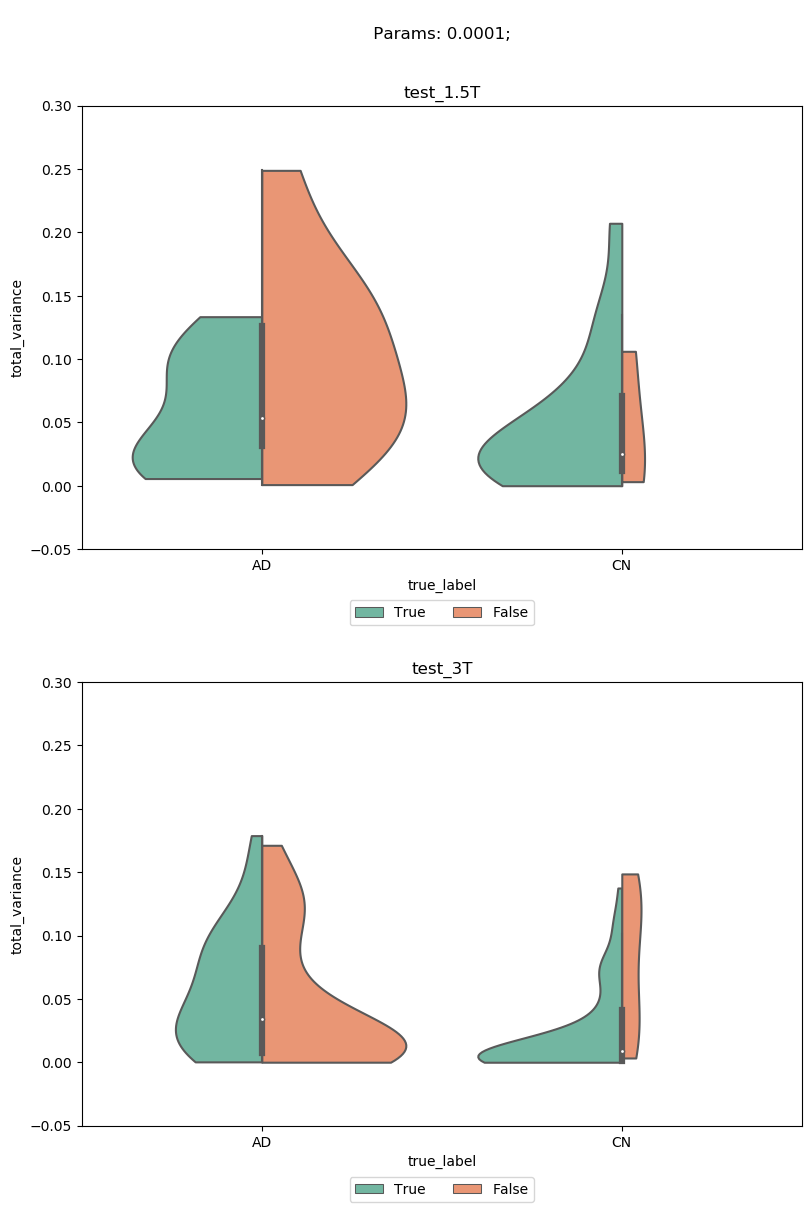 Params: 0.0001;
test_1.5T
0.30
0.25
0.20
0.15
0.10
0.05
0.00
−0.05
total_variance
AD CN
true_label
True False
test_3T
0.30
0.25
0.20
0.15
0.10
0.05
0.00
−0.05
total_variance
AD CN
true_label
True False